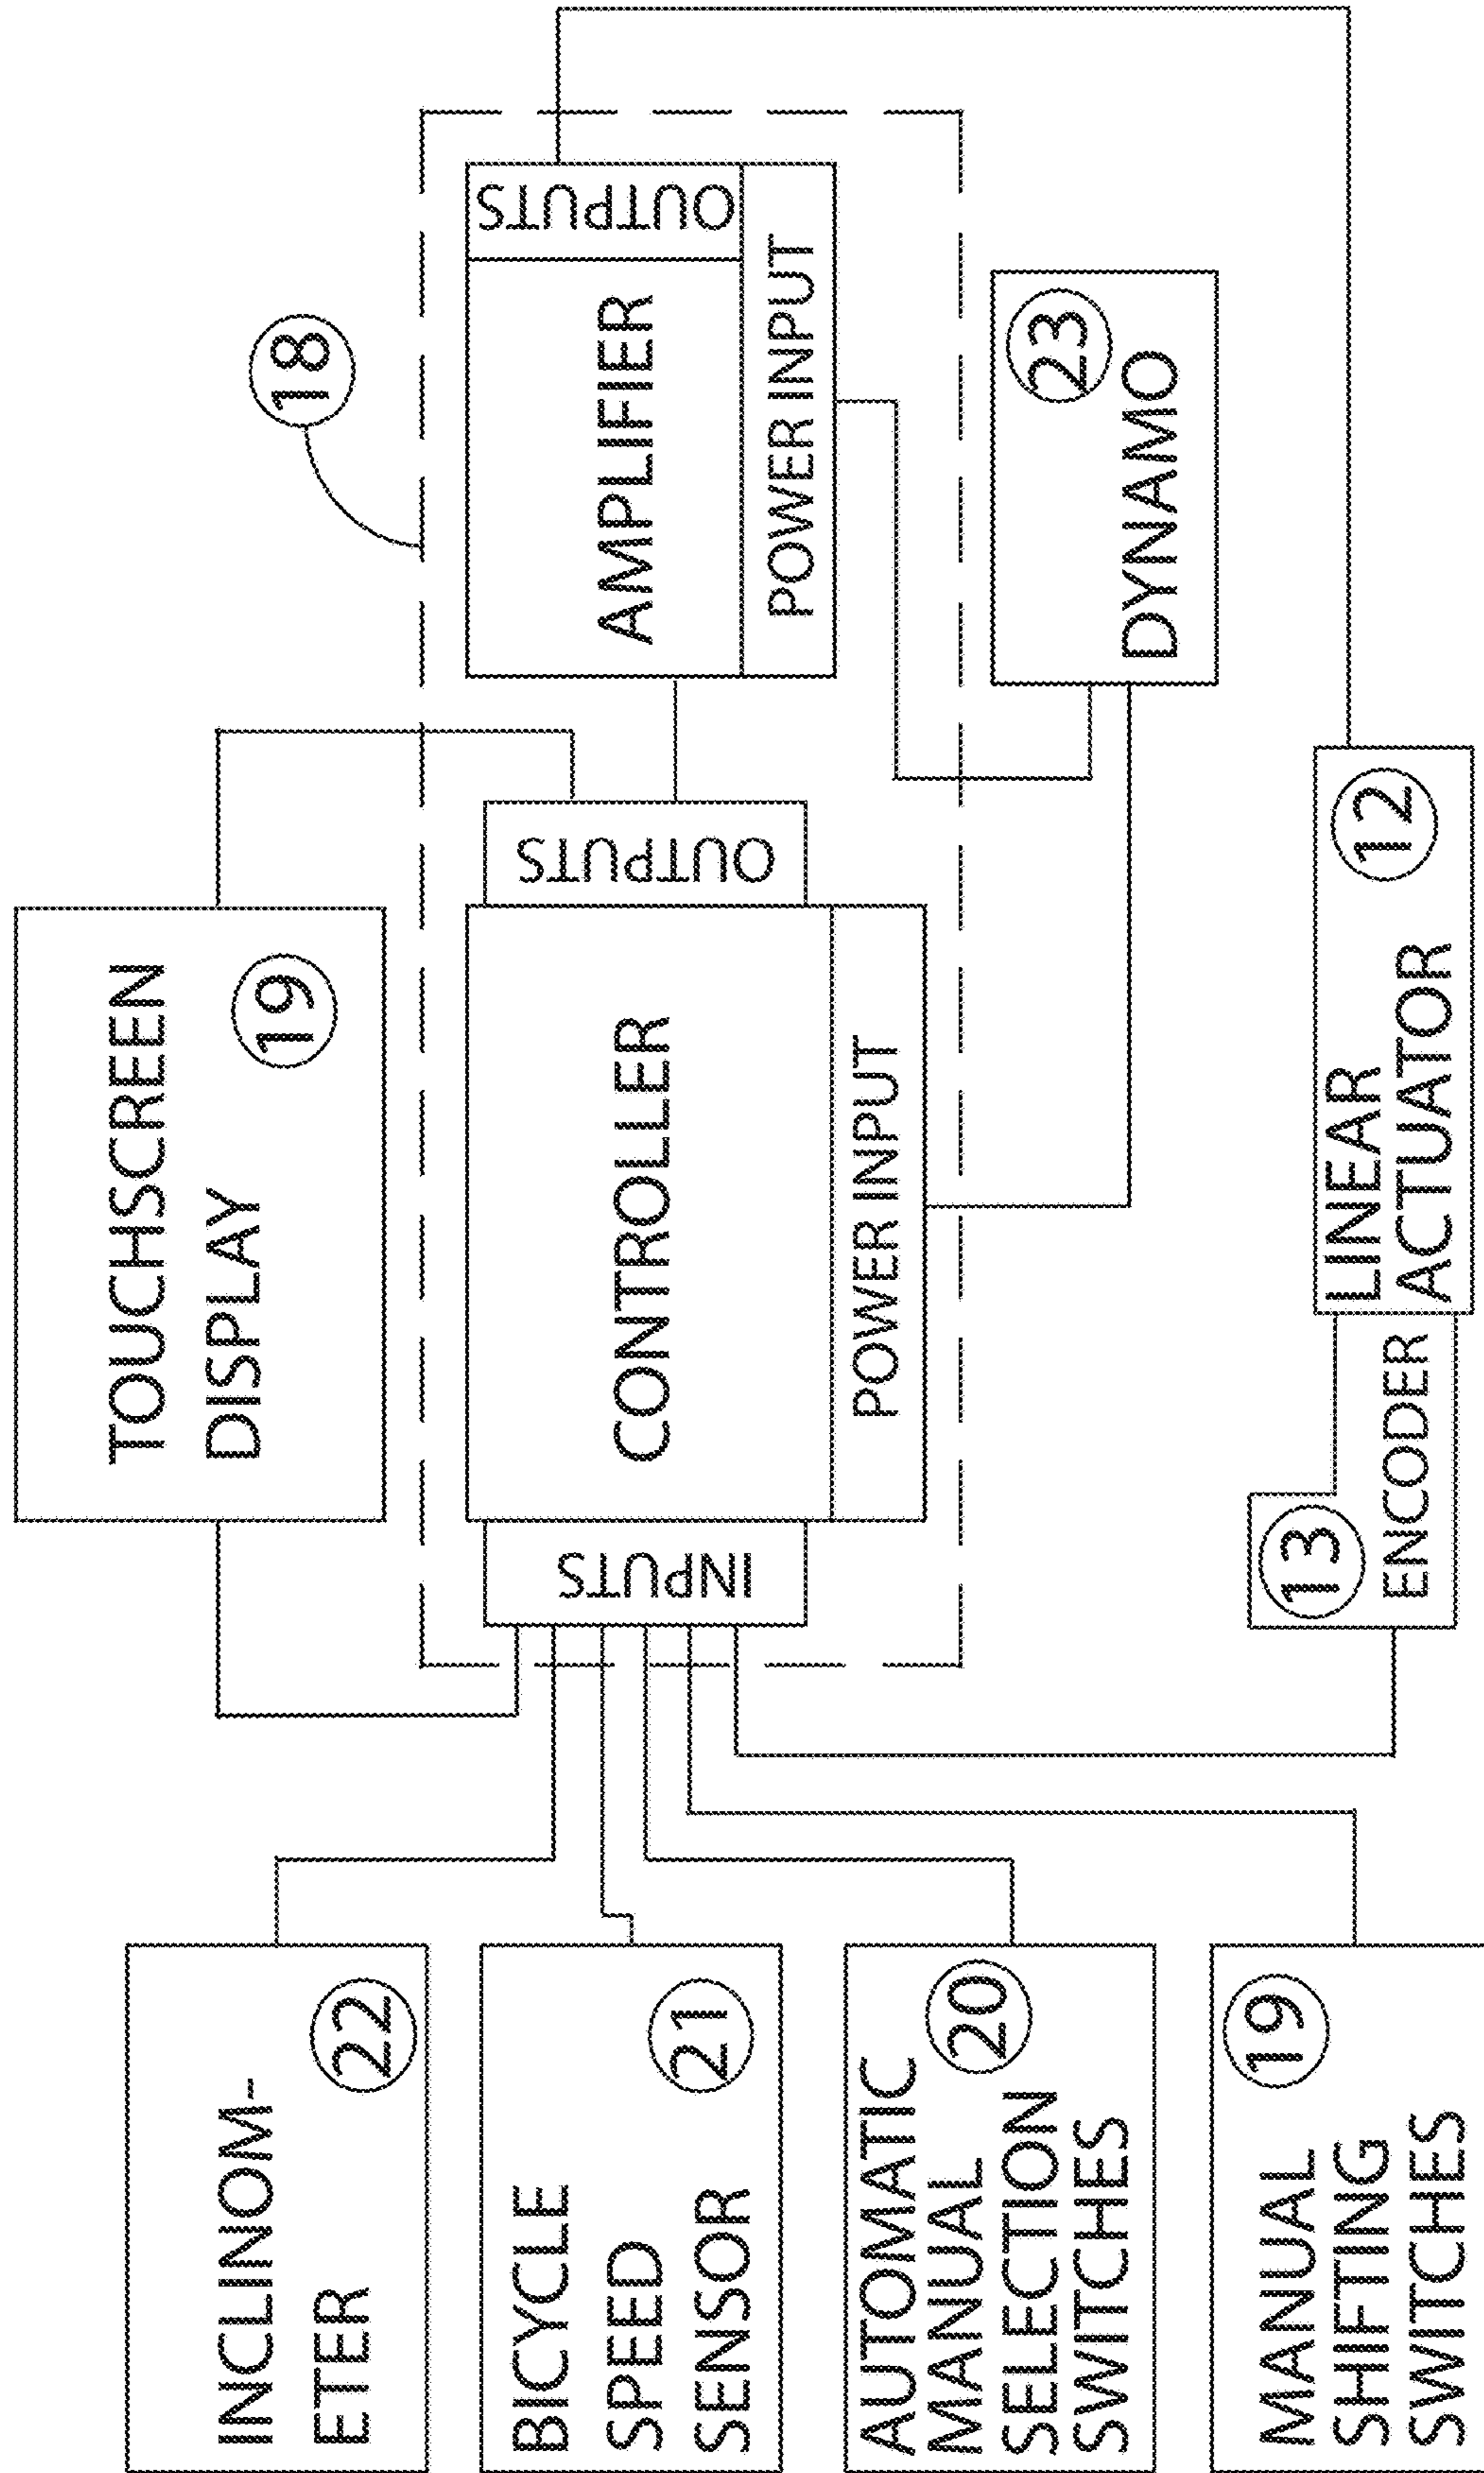 TOUCHSCREEN
DISPLAY
19
18
INPUTS
CONTROLLER
POWER INPUT
OUTPUTS
AMPLIFIER
OUTPUTS
POWER INPUT
23
DYNAMO
INCLINOM-
ETER
22
BICYCLE
SPEED
SENSOR
21
AUTOMATIC
MANUAL
SELECTION
SWITCHES
20
MANUAL
SHIFTING
SWITCHES
19
13
ENCODER
LINEAR
ACTUATOR
12